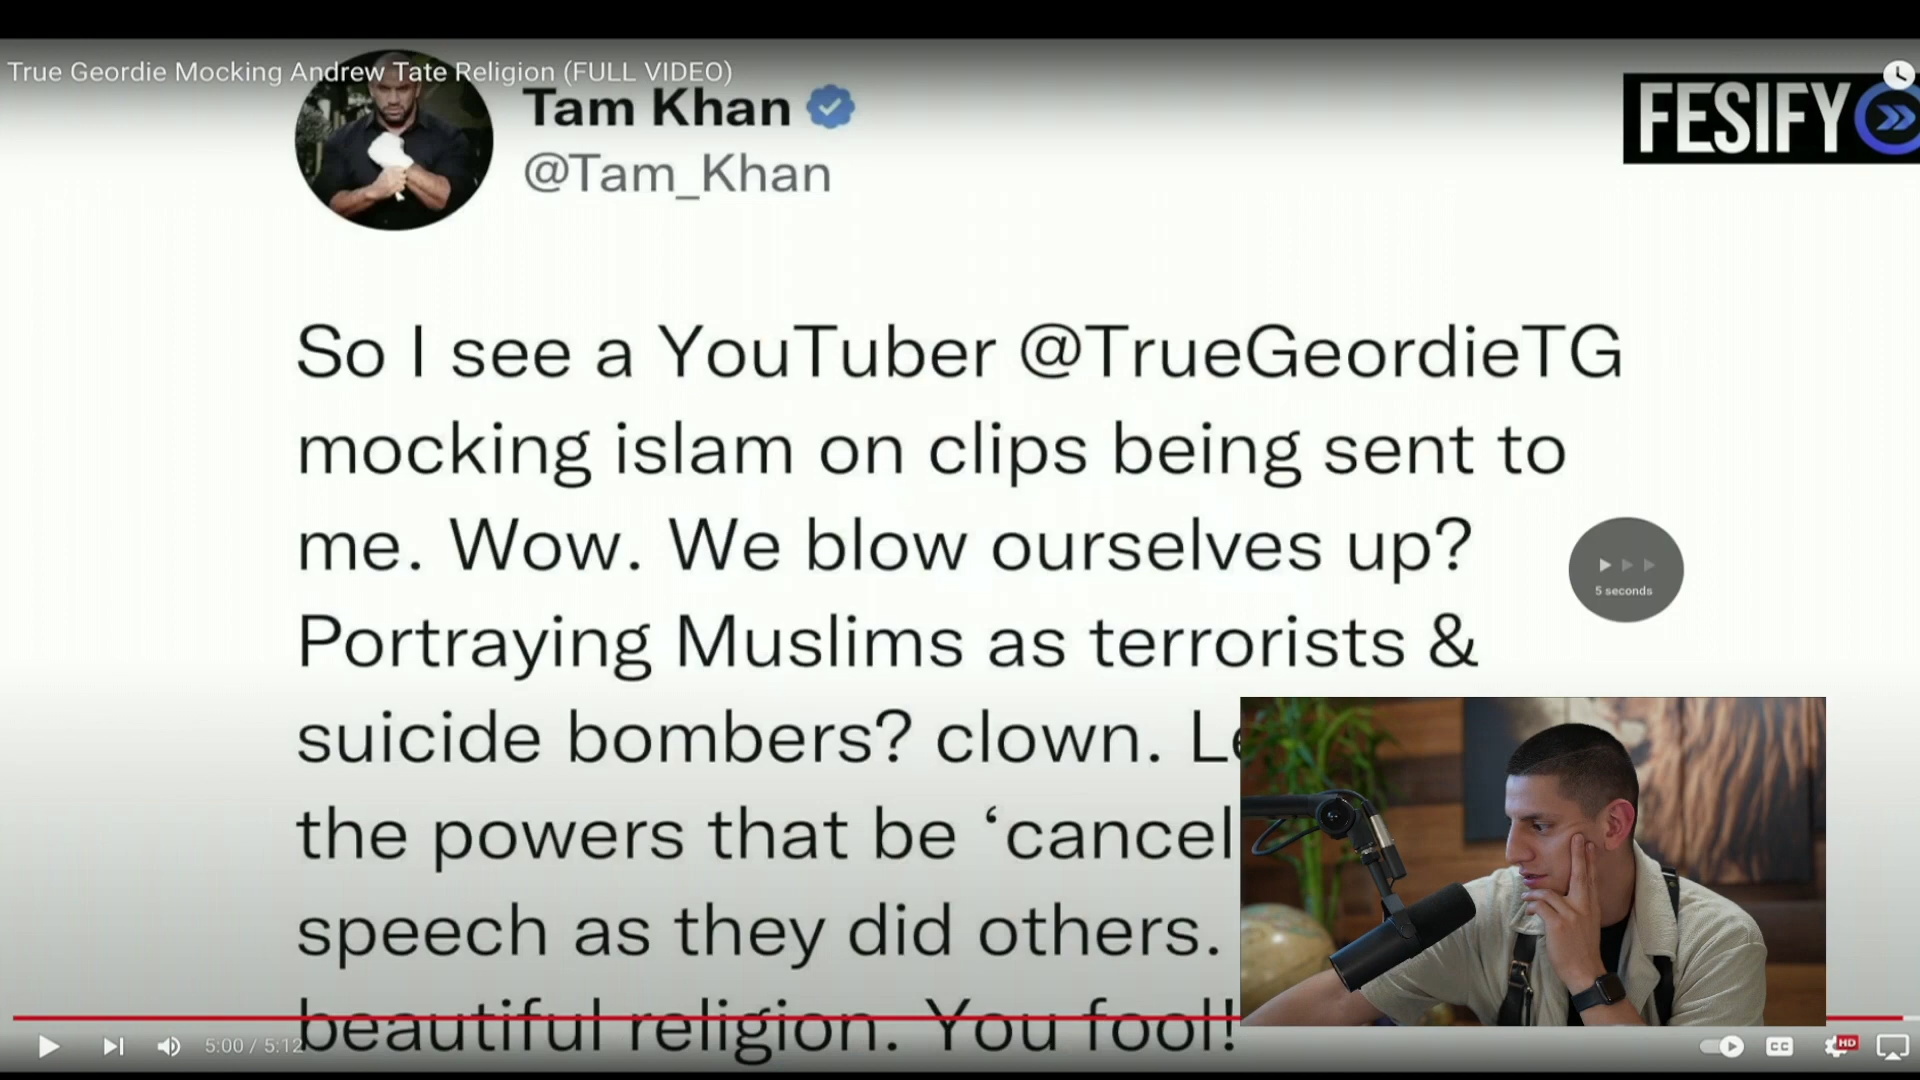 True Geordie Mocking Andrew Tate Religion (FULL VIDEO)
Tam Khan
@Tam_Khan
FESIFY
So I see a YouTuber @TrueGeordieTG
mocking islam on clips being sent to
me. Wow. We blow ourselves up?
5 seconds
Portraying Muslims as terrorists &
suicide bombers? clown.
the powers that be ‘cancel
speech as they did others.
beautiful religion. You fool!
5:00 / 5:12
CC
HD